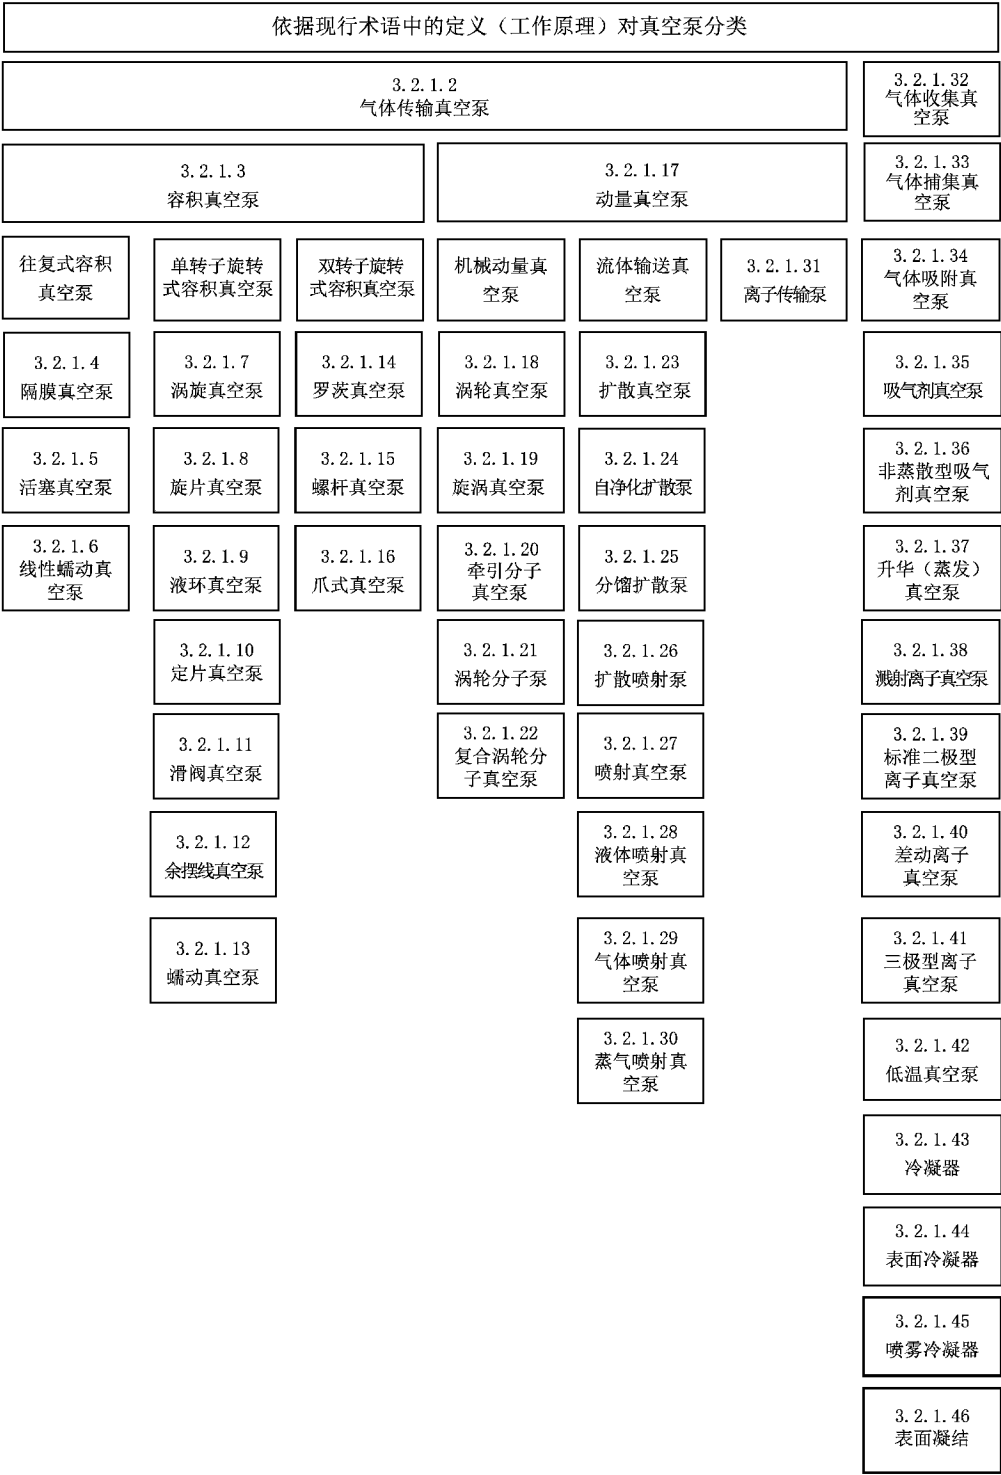 依据现行术语中的定义（工作原理）对真空泵分类
3.2.1.2
气体传输真空泵
3.2.1.32
气体收集真
空泵
3.2.1.3
容积真空泵
3.2.1.17
动量真空泵
3.2.1.33
气体捕集真
空泵
往复式容积
真空泵
单转子旋转
式容积真空泵
双转子旋转
式容积真空泵
机械动量真
空泵
流体输送真
空泵
3.2.1.31
离子传输泵
3.2.1.34
气体吸附真
空泵
3.2.1.4
隔膜真空泵
3.2.1.7
涡旋真空泵
3.2.1.14
罗茨真空泵
3.2.1.18
涡轮真空泵
3.2.1.23
扩散真空泵
3.2.1.35
吸气剂真空泵
3.2.1.5
活塞真空泵
3.2.1.8
旋片真空泵
3.2.1.15
螺杆真空泵
3.2.1.19
旋涡真空泵
3.2.1.24
自净化扩散泵
3.2.1.36
非蒸散型吸气
剂真空泵
3.2.1.6
线性蠕动真
空泵
3.2.1.9
液环真空泵
3.2.1.16
爪式真空泵
3.2.1.20
牵引分子
真空泵
3.2.1.25
分馏扩散泵
3.2.1.37
升华（蒸发）
真空泵
3.2.1.10
定片真空泵
3.2.1.21
涡轮分子泵
3.2.1.26
扩散喷射泵
3.2.1.38
溅射离子真空泵
3.2.1.11
滑阀真空泵
3.2.1.22
复合涡轮分
子真空泵
3.2.1.27
喷射真空泵
3.2.1.39
标准二极型
离子真空泵
3.2.1.12
余摆线真空泵
3.2.1.28
液体喷射真
空泵
3.2.1.40
差动离子
真空泵
3.2.1.13
蠕动真空泵
3.2.1.29
气体喷射真
空泵
3.2.1.41
三极型离子
真空泵
3.2.1.30
蒸气喷射真
空泵
3.2.1.42
低温真空泵
3.2.1.43
冷凝器
3.2.1.44
表面冷凝器
3.2.1.45
喷雾冷凝器
3.2.1.46
表面凝结